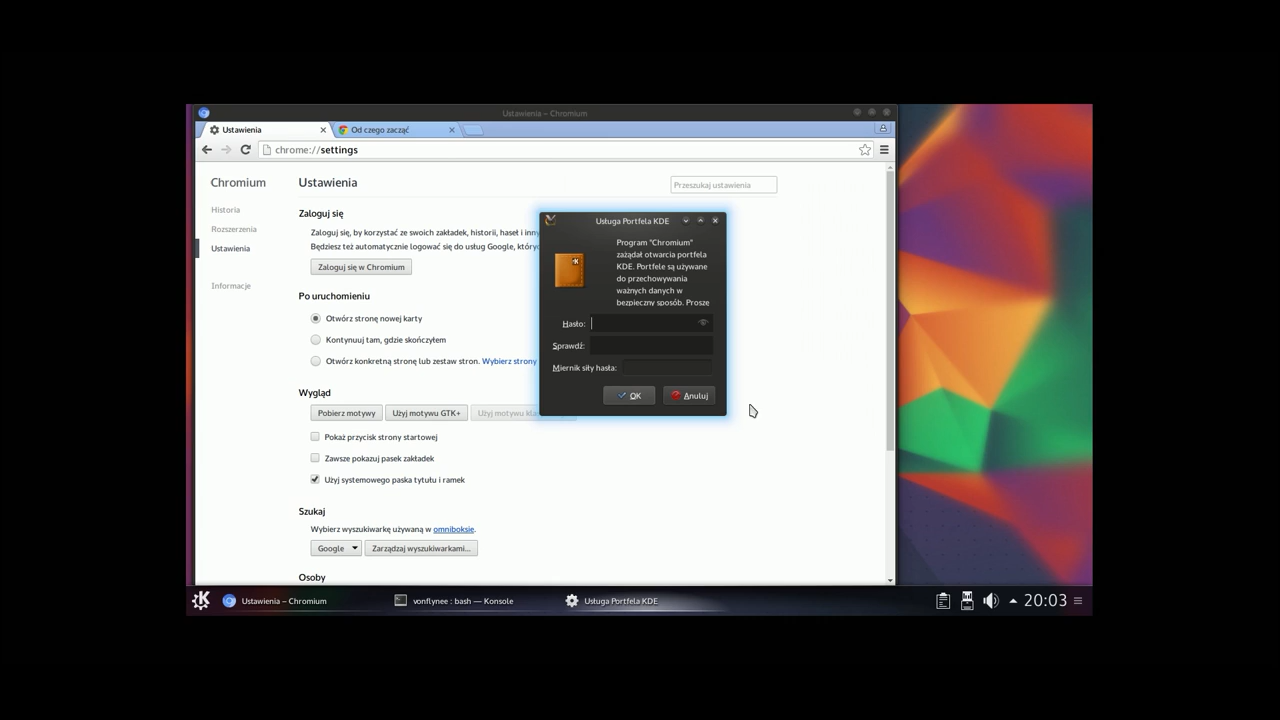 Ustawienia – Chromium
Ustawienia
Od czego zacząć
chrome://settings
Chromium
Ustawienia
Przeszukaj ustawienia
Historia
Rozszerzenia
Ustawienia
Informacje
Zaloguj się
Zaloguj się, by korzystać ze swoich zakładek, historii, haseł i inny
Będziesz też automatycznie logować się do usług Google, któryc
Zaloguj się w Chromium
Po uruchomieniu
Otwórz stronę nowej karty
Kontynuuj tam, gdzie skończyłem
Otwórz konkretną stronę lub zestaw stron. Wybierz strony
Wygląd
Pobierz motywy
Użyj motywu GTK+
Użyj motywu kla
Pokaż przycisk strony startowej
Zawsze pokazuj pasek zakładek
Użyj systemowego paska tytułu i ramek
Szukaj
Wybierz wyszukiwarkę używaną w omniboksie.
Google
Zarządzaj wyszukiwarkami...
Osoby
Usługa Portfela KDE
Program "Chromium"
zażądał otwarcia portfela
KDE. Portfele są używane
do przechowywania
ważnych danych w
bezpieczny sposób. Proszę
Hasło:
Sprawdź:
Miernik siły hasła:
OK
Anuluj
Ustawienia – Chromium
vonflynee : bash — Konsole
Usługa Portfela KDE
20:03